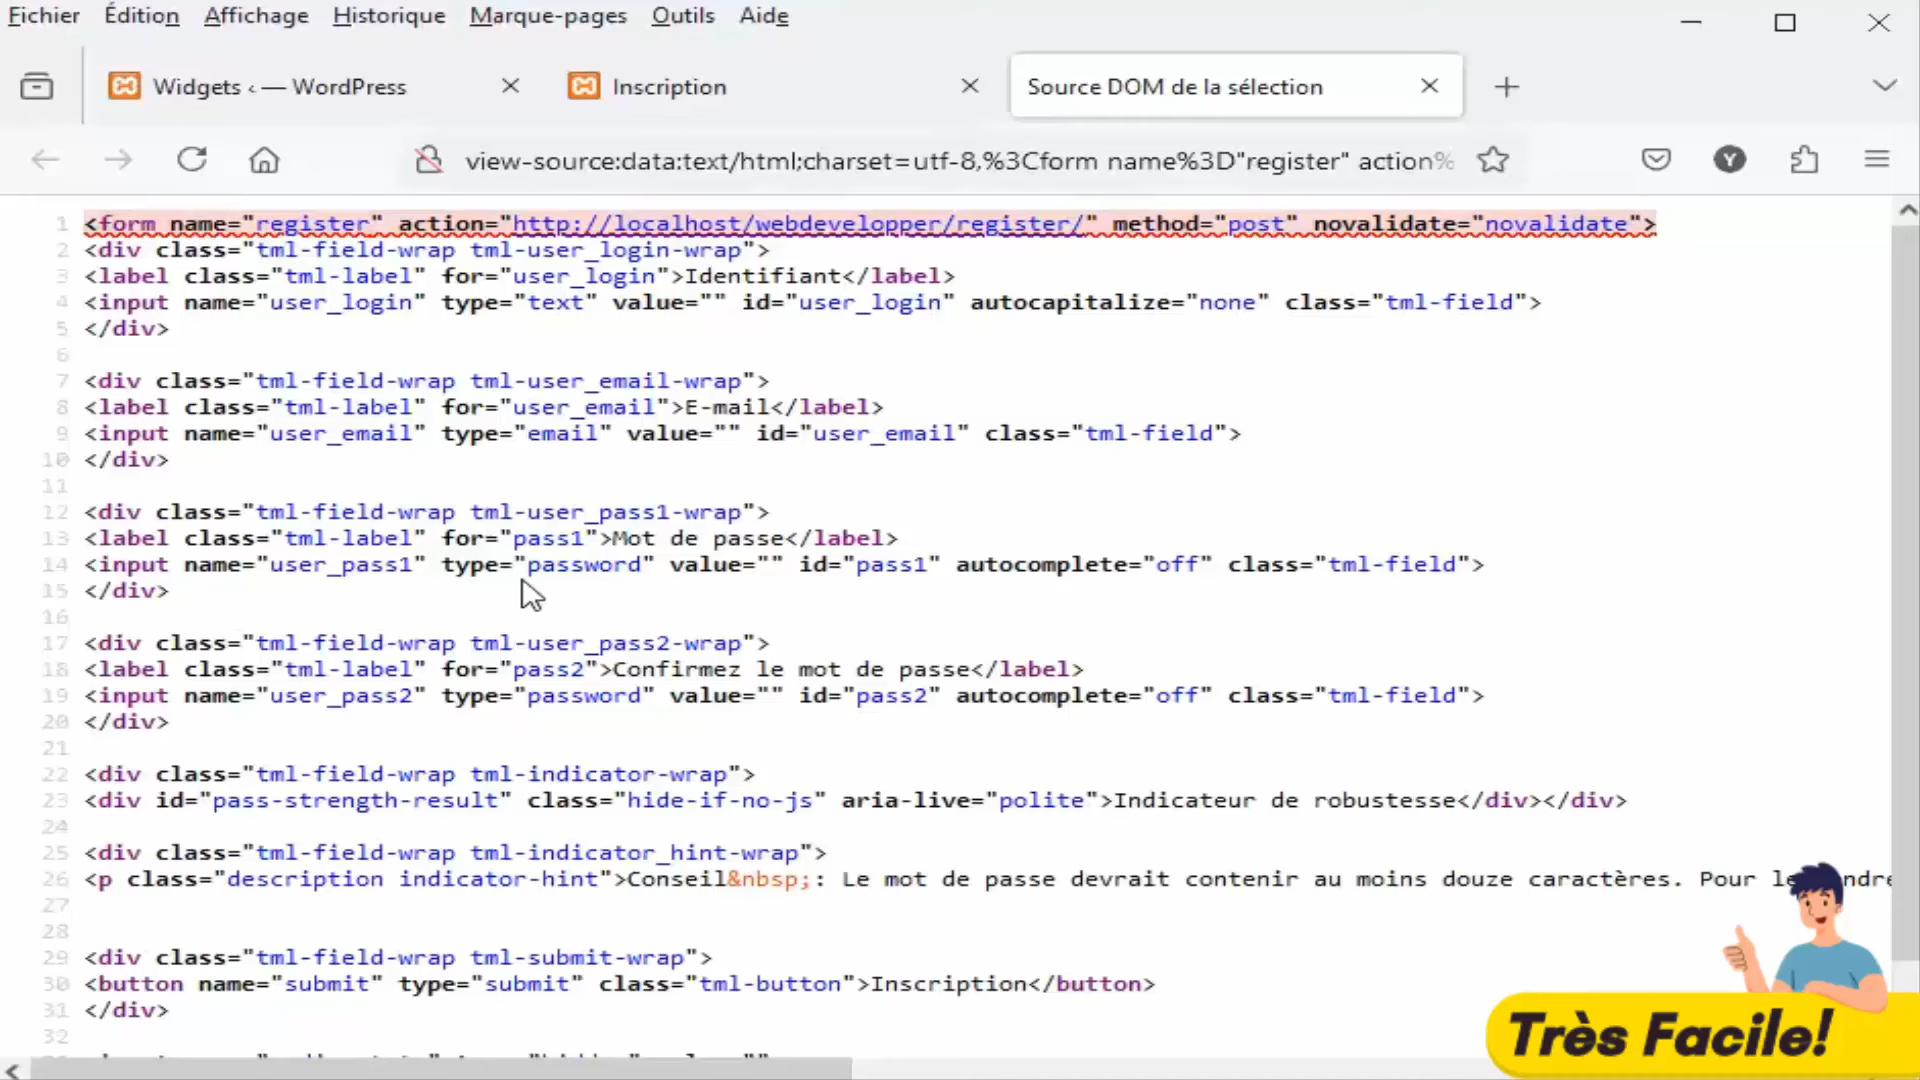 Fichier Édition Affichage Historique Marque-pages Outils Aide
Widgets ‹ — WordPress
Inscription
Source DOM de la sélection
view-source:data:text/html;charset=utf-8,%3Cform name%3D"register" action%
Y
1 <form name="register" action="http://localhost/webdevelopper/register/" method="post" novalidate="novalidate">
2 <div class="tml-field-wrap tml-user_login-wrap">
3 <label class="tml-label" for="user_login">Identifiant</label>
4 <input name="user_login" type="text" value="" id="user_login" autocapitalize="none" class="tml-field">
5 </div>
6
7 <div class="tml-field-wrap tml-user_email-wrap">
8 <label class="tml-label" for="user_email">E-mail</label>
9 <input name="user_email" type="email" value="" id="user_email" class="tml-field">
10 </div>
11
12 <div class="tml-field-wrap tml-user_pass1-wrap">
13 <label class="tml-label" for="pass1">Mot de passe</label>
14 <input name="user_pass1" type="password" value="" id="pass1" autocomplete="off" class="tml-field">
15 </div>
16
17 <div class="tml-field-wrap tml-user_pass2-wrap">
18 <label class="tml-label" for="pass2">Confirmez le mot de passe</label>
19 <input name="user_pass2" type="password" value="" id="pass2" autocomplete="off" class="tml-field">
20 </div>
21
22 <div class="tml-field-wrap tml-indicator-wrap">
23 <div id="pass-strength-result" class="hide-if-no-js" aria-live="polite">Indicateur de robustesse</div></div>
24
25 <div class="tml-field-wrap tml-indicator_hint-wrap">
26 <p class="description indicator-hint">Conseil&nbsp;: Le mot de passe devrait contenir au moins douze caractères. Pour
27
28
29 <div class="tml-field-wrap tml-submit-wrap">
30 <button name="submit" type="submit" class="tml-button">Inscription</button>
31 </div>
32
Très Facile!